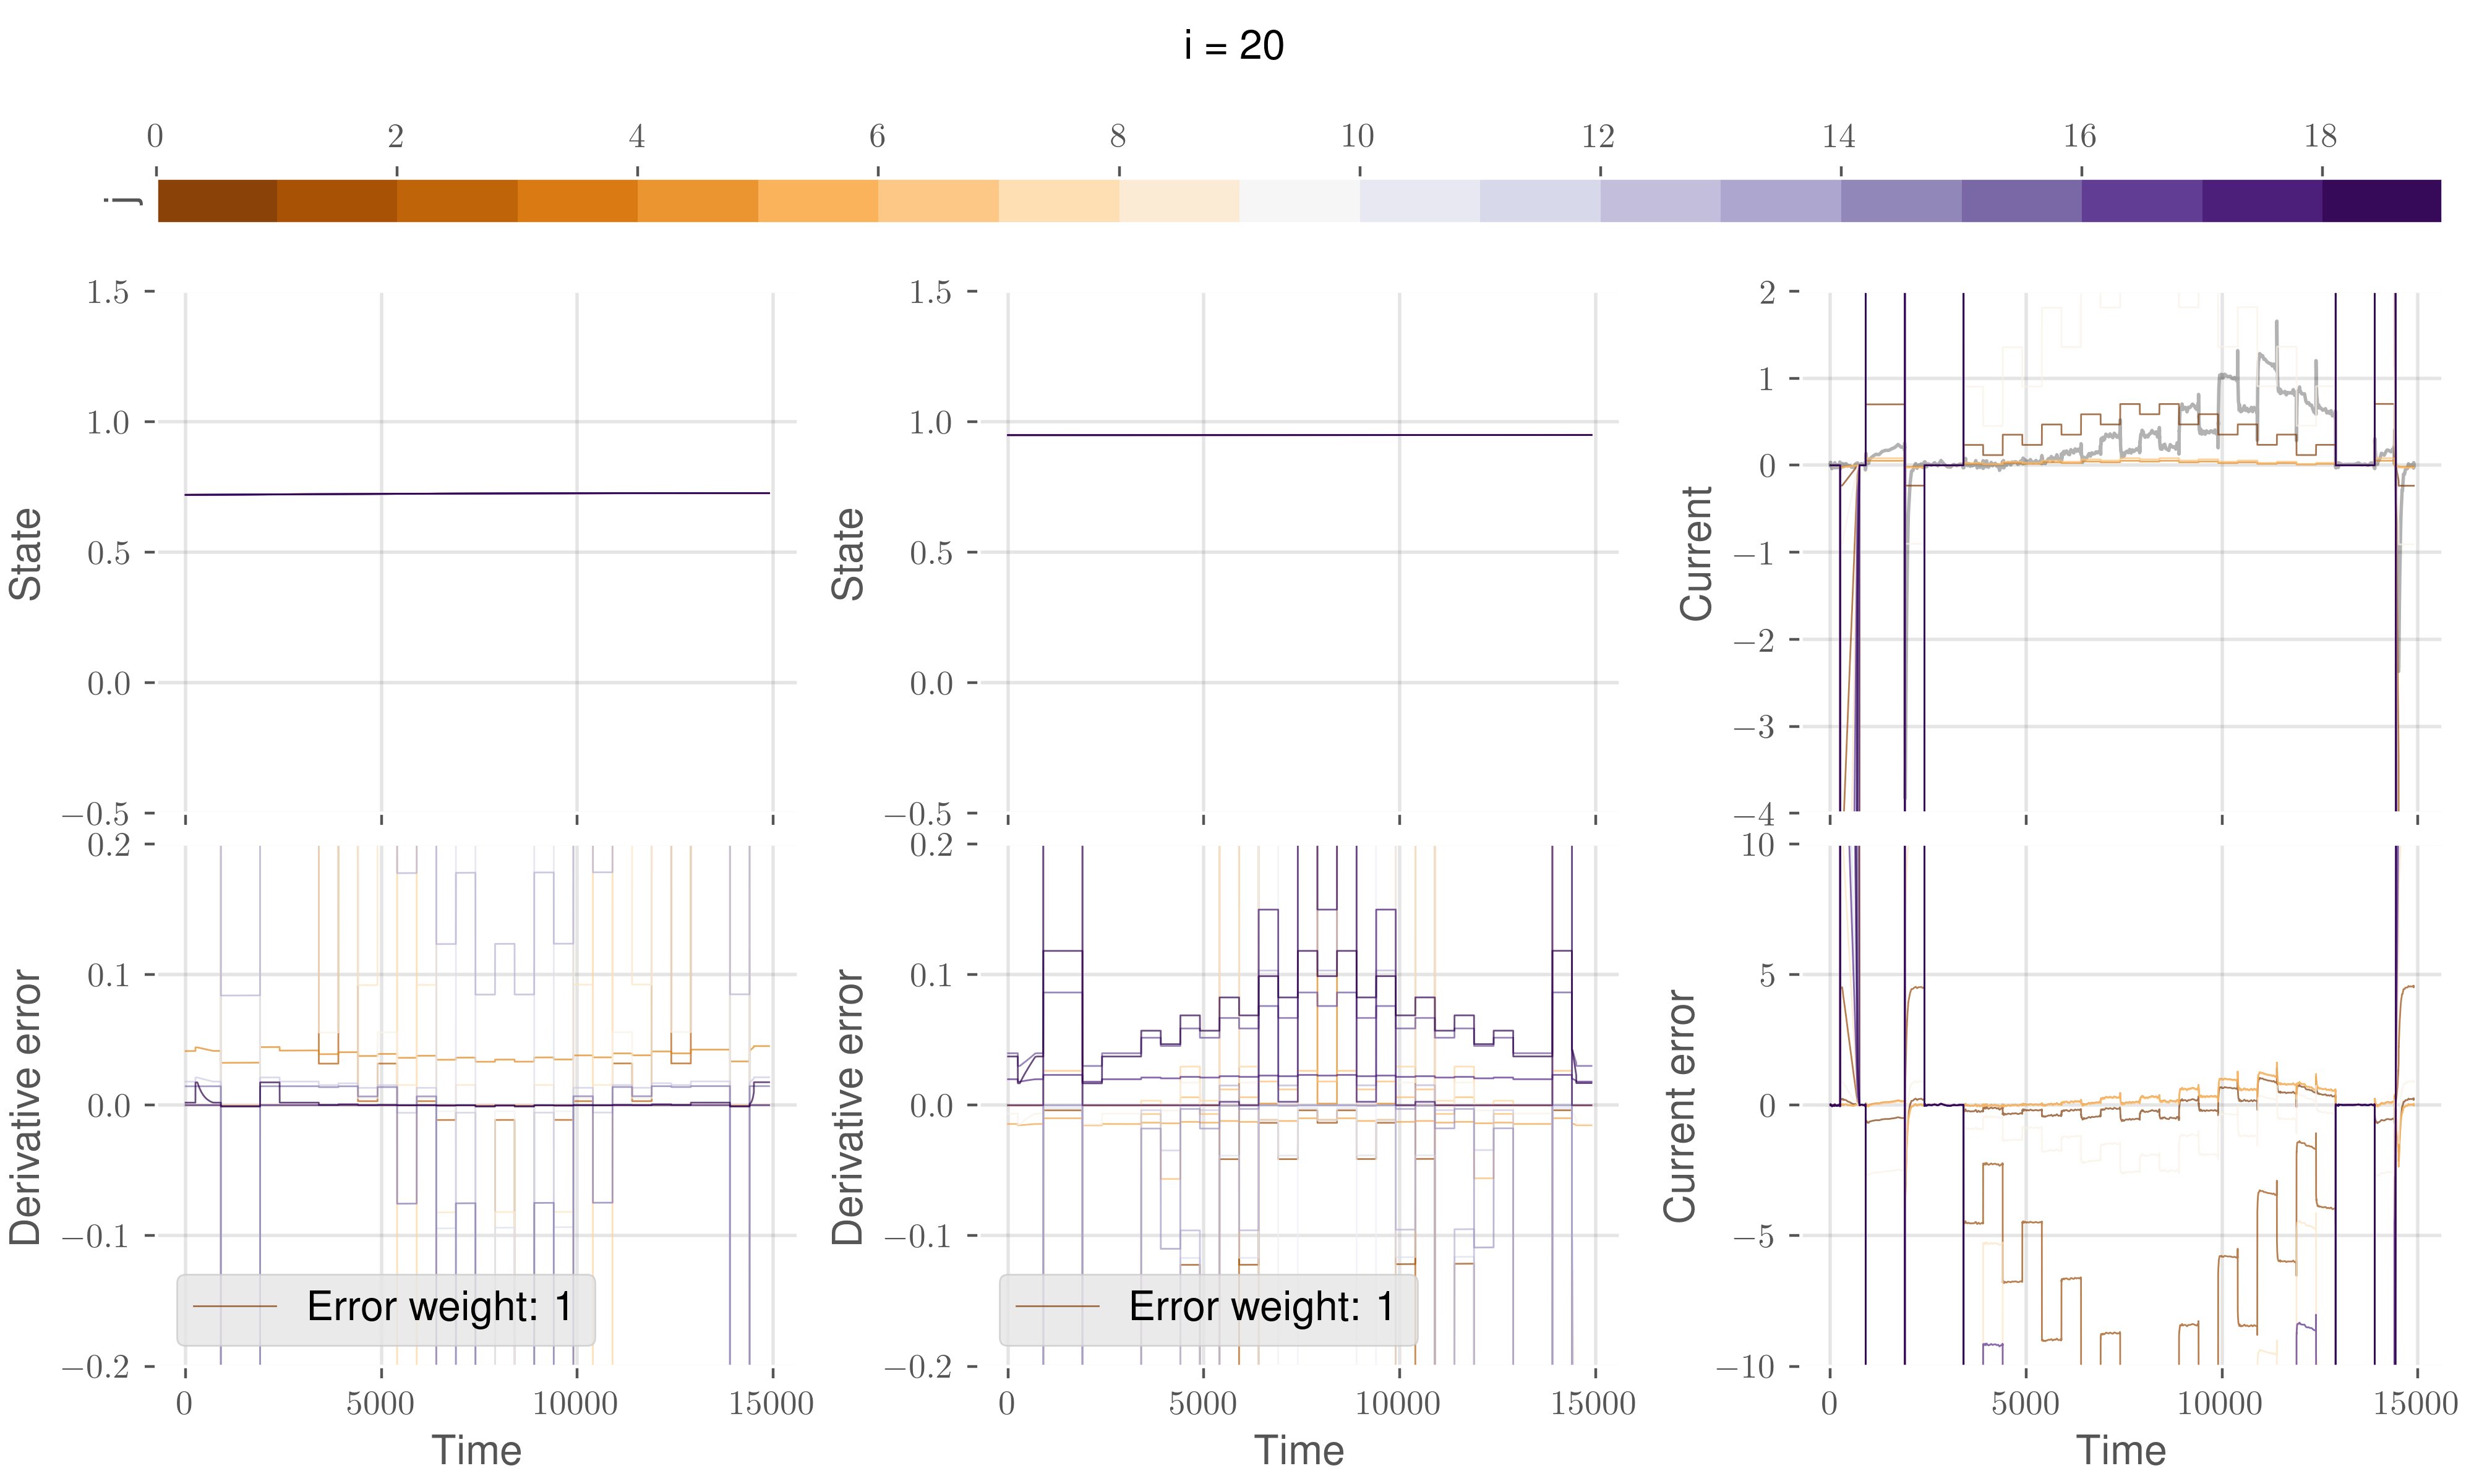 i = 20
0 2 4 6 8 10 12 14 16 18
j
1.5 1.0 0.5 0.0 −0.5
State
1.5 1.0 0.5 0.0 −0.5
State
2 1 0 −1 −2 −3 −4
Current
0.2 0.1 0.0 −0.1 −0.2
Derivative error
Error weight: 1
0 5000 10000 15000
Time
0.2 0.1 0.0 −0.1 −0.2
Derivative error
Error weight: 1
0 5000 10000 15000
Time
10 5 0 −5 −10
Current error
0 5000 10000 15000
Time